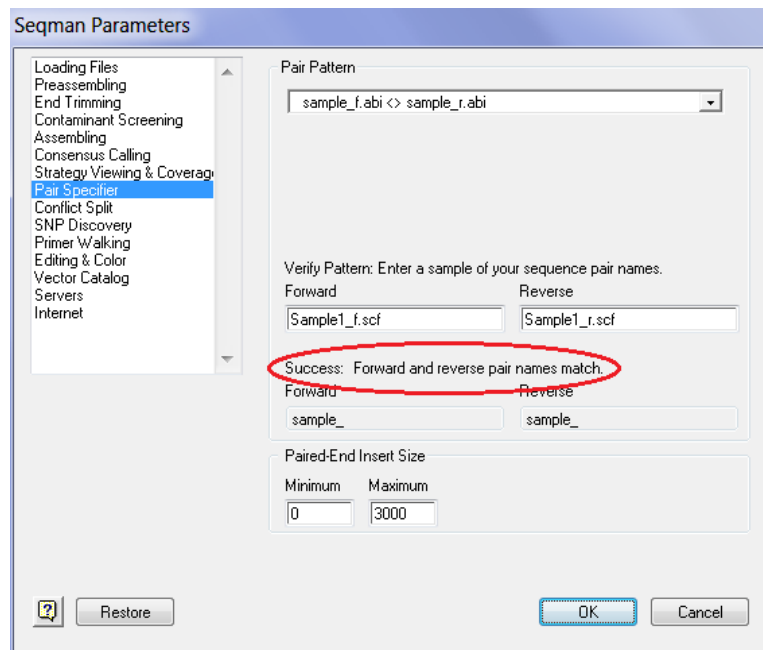 Seqman Parameters
Loading Files
Preassembling
End Trimming
Contaminant Screening
Assembling
Consensus Calling
Strategy Viewing & Coverag
Pair Specifier
Conflict Split
SNP Discovery
Primer Walking
Editing & Color
Vector Catalog
Servers
Internet
Pair Pattern
sample_f.abi <> sample_r.abi
Verify Pattern: Enter a sample of your sequence pair names.
Forward Reverse
Sample1_f.scf Sample1_r.scf
Success: Forward and reverse pair names match.
Forward Reverse
sample_ sample_
Paired-End Insert Size
Minimum Maximum
0 3000
? Restore OK Cancel